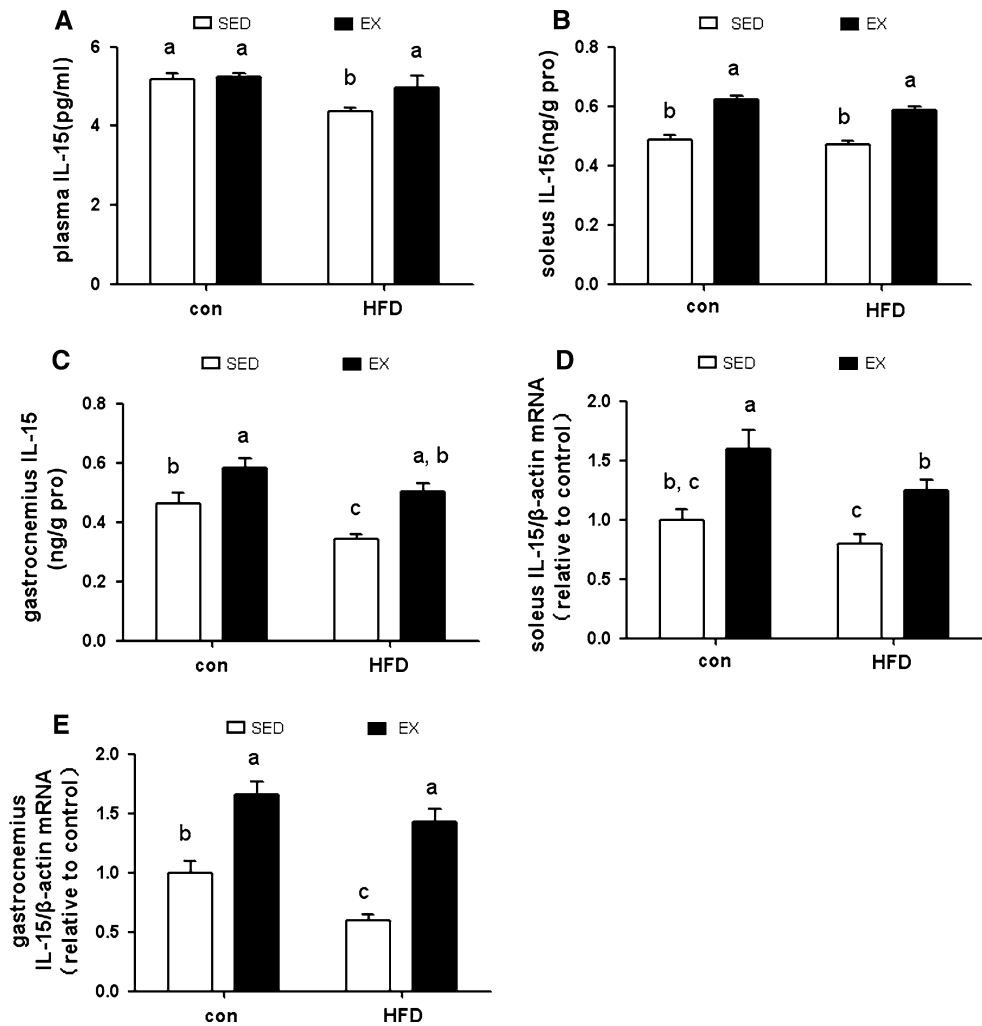 A
SED EX
plasma IL-15(pg/ml)
6
4
2
0
a a b a
con HFD
B
SED EX
soleus IL-15(ng/g pro)
0.8
0.6
0.4
0.2
0.0
b a b a
con HFD
C
SED EX
gastrocnemius IL-15
(ng/g pro)
0.8
0.6
0.4
0.2
0.0
b a c a, b
con HFD
D
SED EX
soleus IL-15/β-actin mRNA
(relative to control)
2.0
1.5
1.0
0.5
0.0
b, c a c b
con HFD
E
SED EX
gastrocnemius
IL-15/β-actin mRNA
(relative to control)
2.0
1.5
1.0
0.5
0.0
b a c a
con HFD